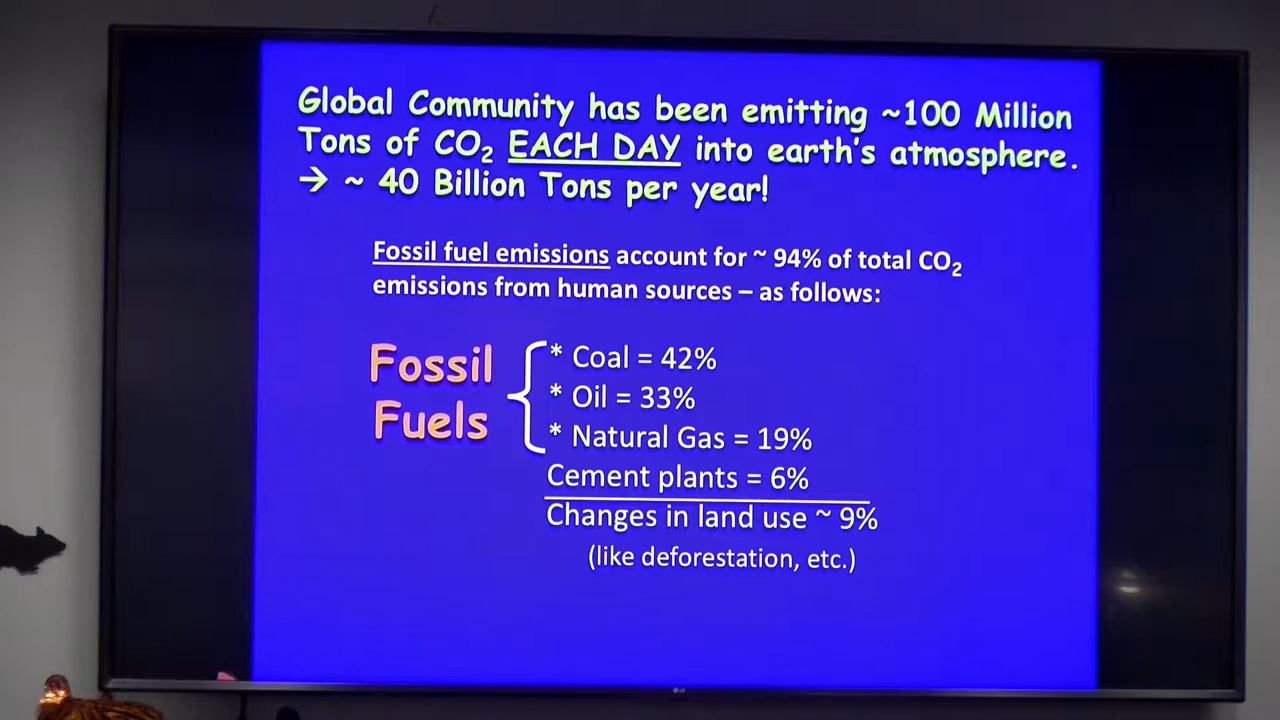 Global Community has been emitting ~100 Million
Tons of CO₂ EACH DAY into earth's atmosphere.
→ ~ 40 Billion Tons per year!
Fossil fuel emissions account for ~ 94% of total CO₂
emissions from human sources – as follows:
Fossil
Fuels
* Coal = 42%
* Oil = 33%
* Natural Gas = 19%
Cement plants = 6%
Changes in land use ~ 9%
(like deforestation, etc.)
LG